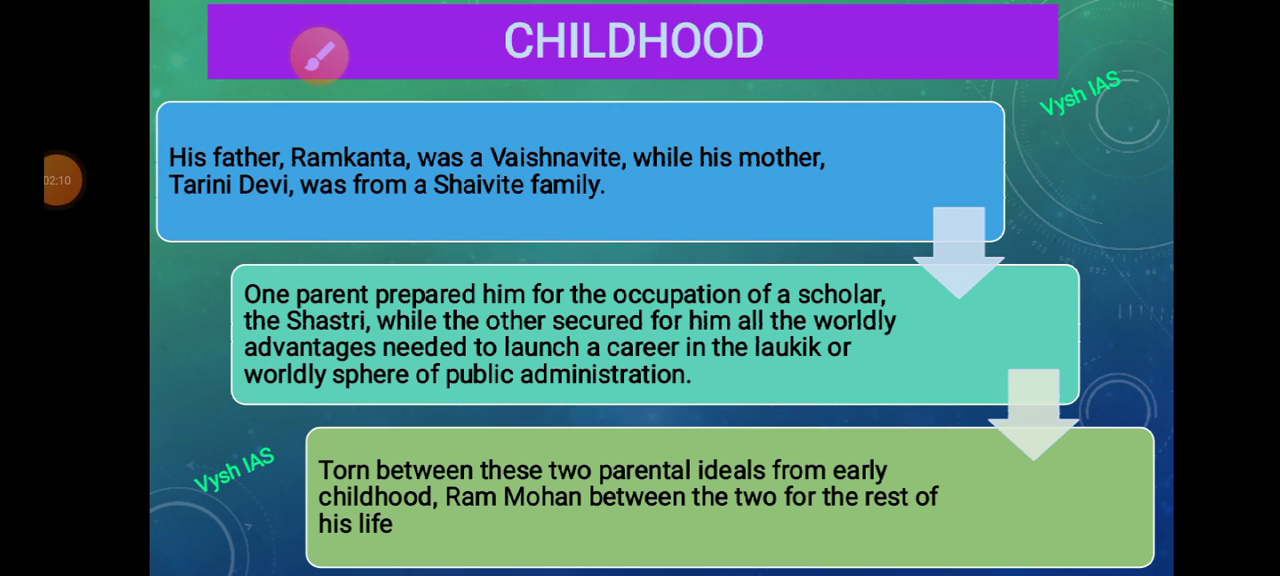 CHILDHOOD
Vysh IAS
His father, Ramkanta, was a Vaishnavite, while his mother,
Tarini Devi, was from a Shaivite family.
02:10
One parent prepared him for the occupation of a scholar,
the Shastri, while the other secured for him all the worldly
advantages needed to launch a career in the laukik or
worldly sphere of public administration.
Vysh IAS
Torn between these two parental ideals from early
childhood, Ram Mohan between the two for the rest of
his life